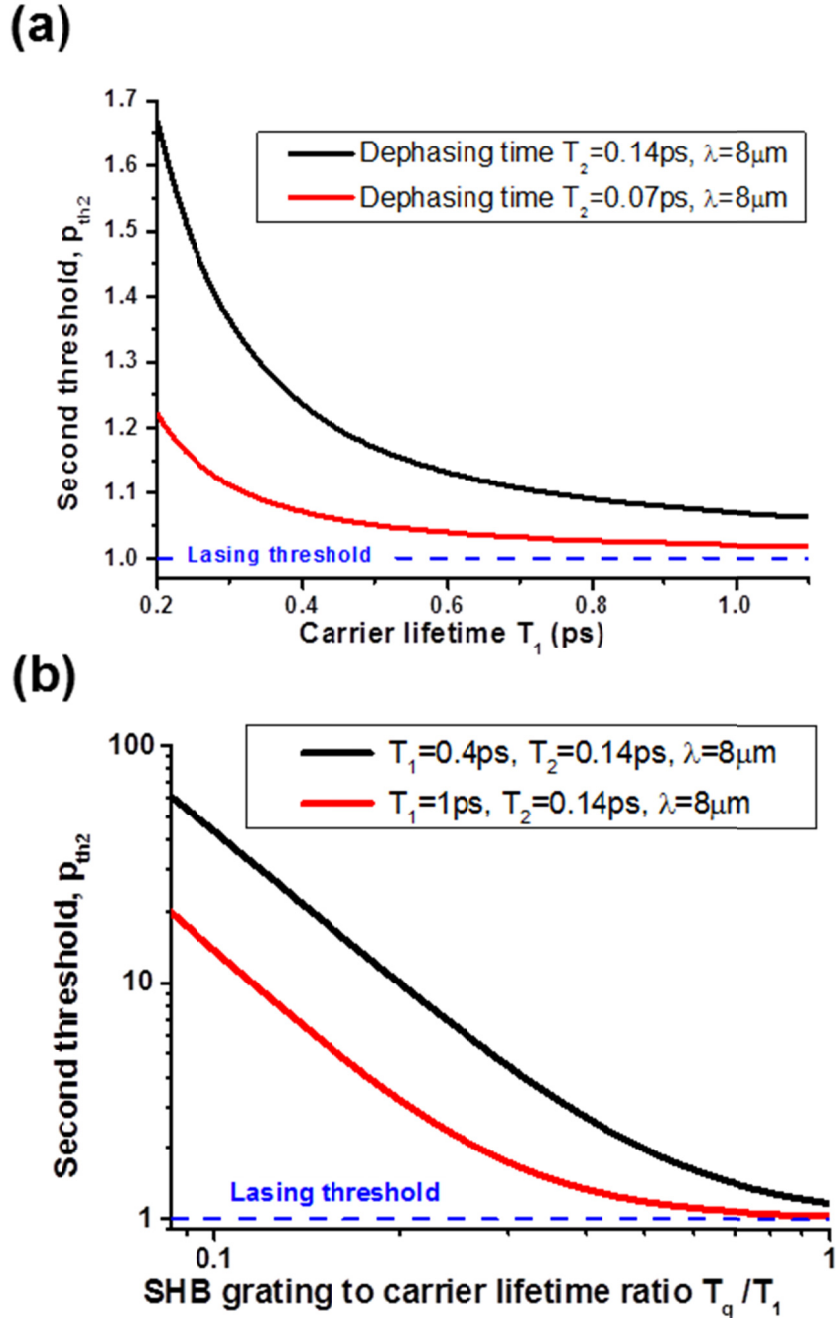 (a)
1.7
1.6
1.5
1.4
1.3
1.2
1.1
1.0
Second threshold, pth2
Dephasing time T2=0.14ps, λ=8μm
Dephasing time T2=0.07ps, λ=8μm
Lasing threshold
0.2 0.4 0.6 0.8 1.0
Carrier lifetime T1 (ps)
(b)
100
10
1
Second threshold, pth2
T1=0.4ps, T2=0.14ps, λ=8μm
T1=1ps, T2=0.14ps, λ=8μm
Lasing threshold
0.1 1
SHB grating to carrier lifetime ratio Tg/T1